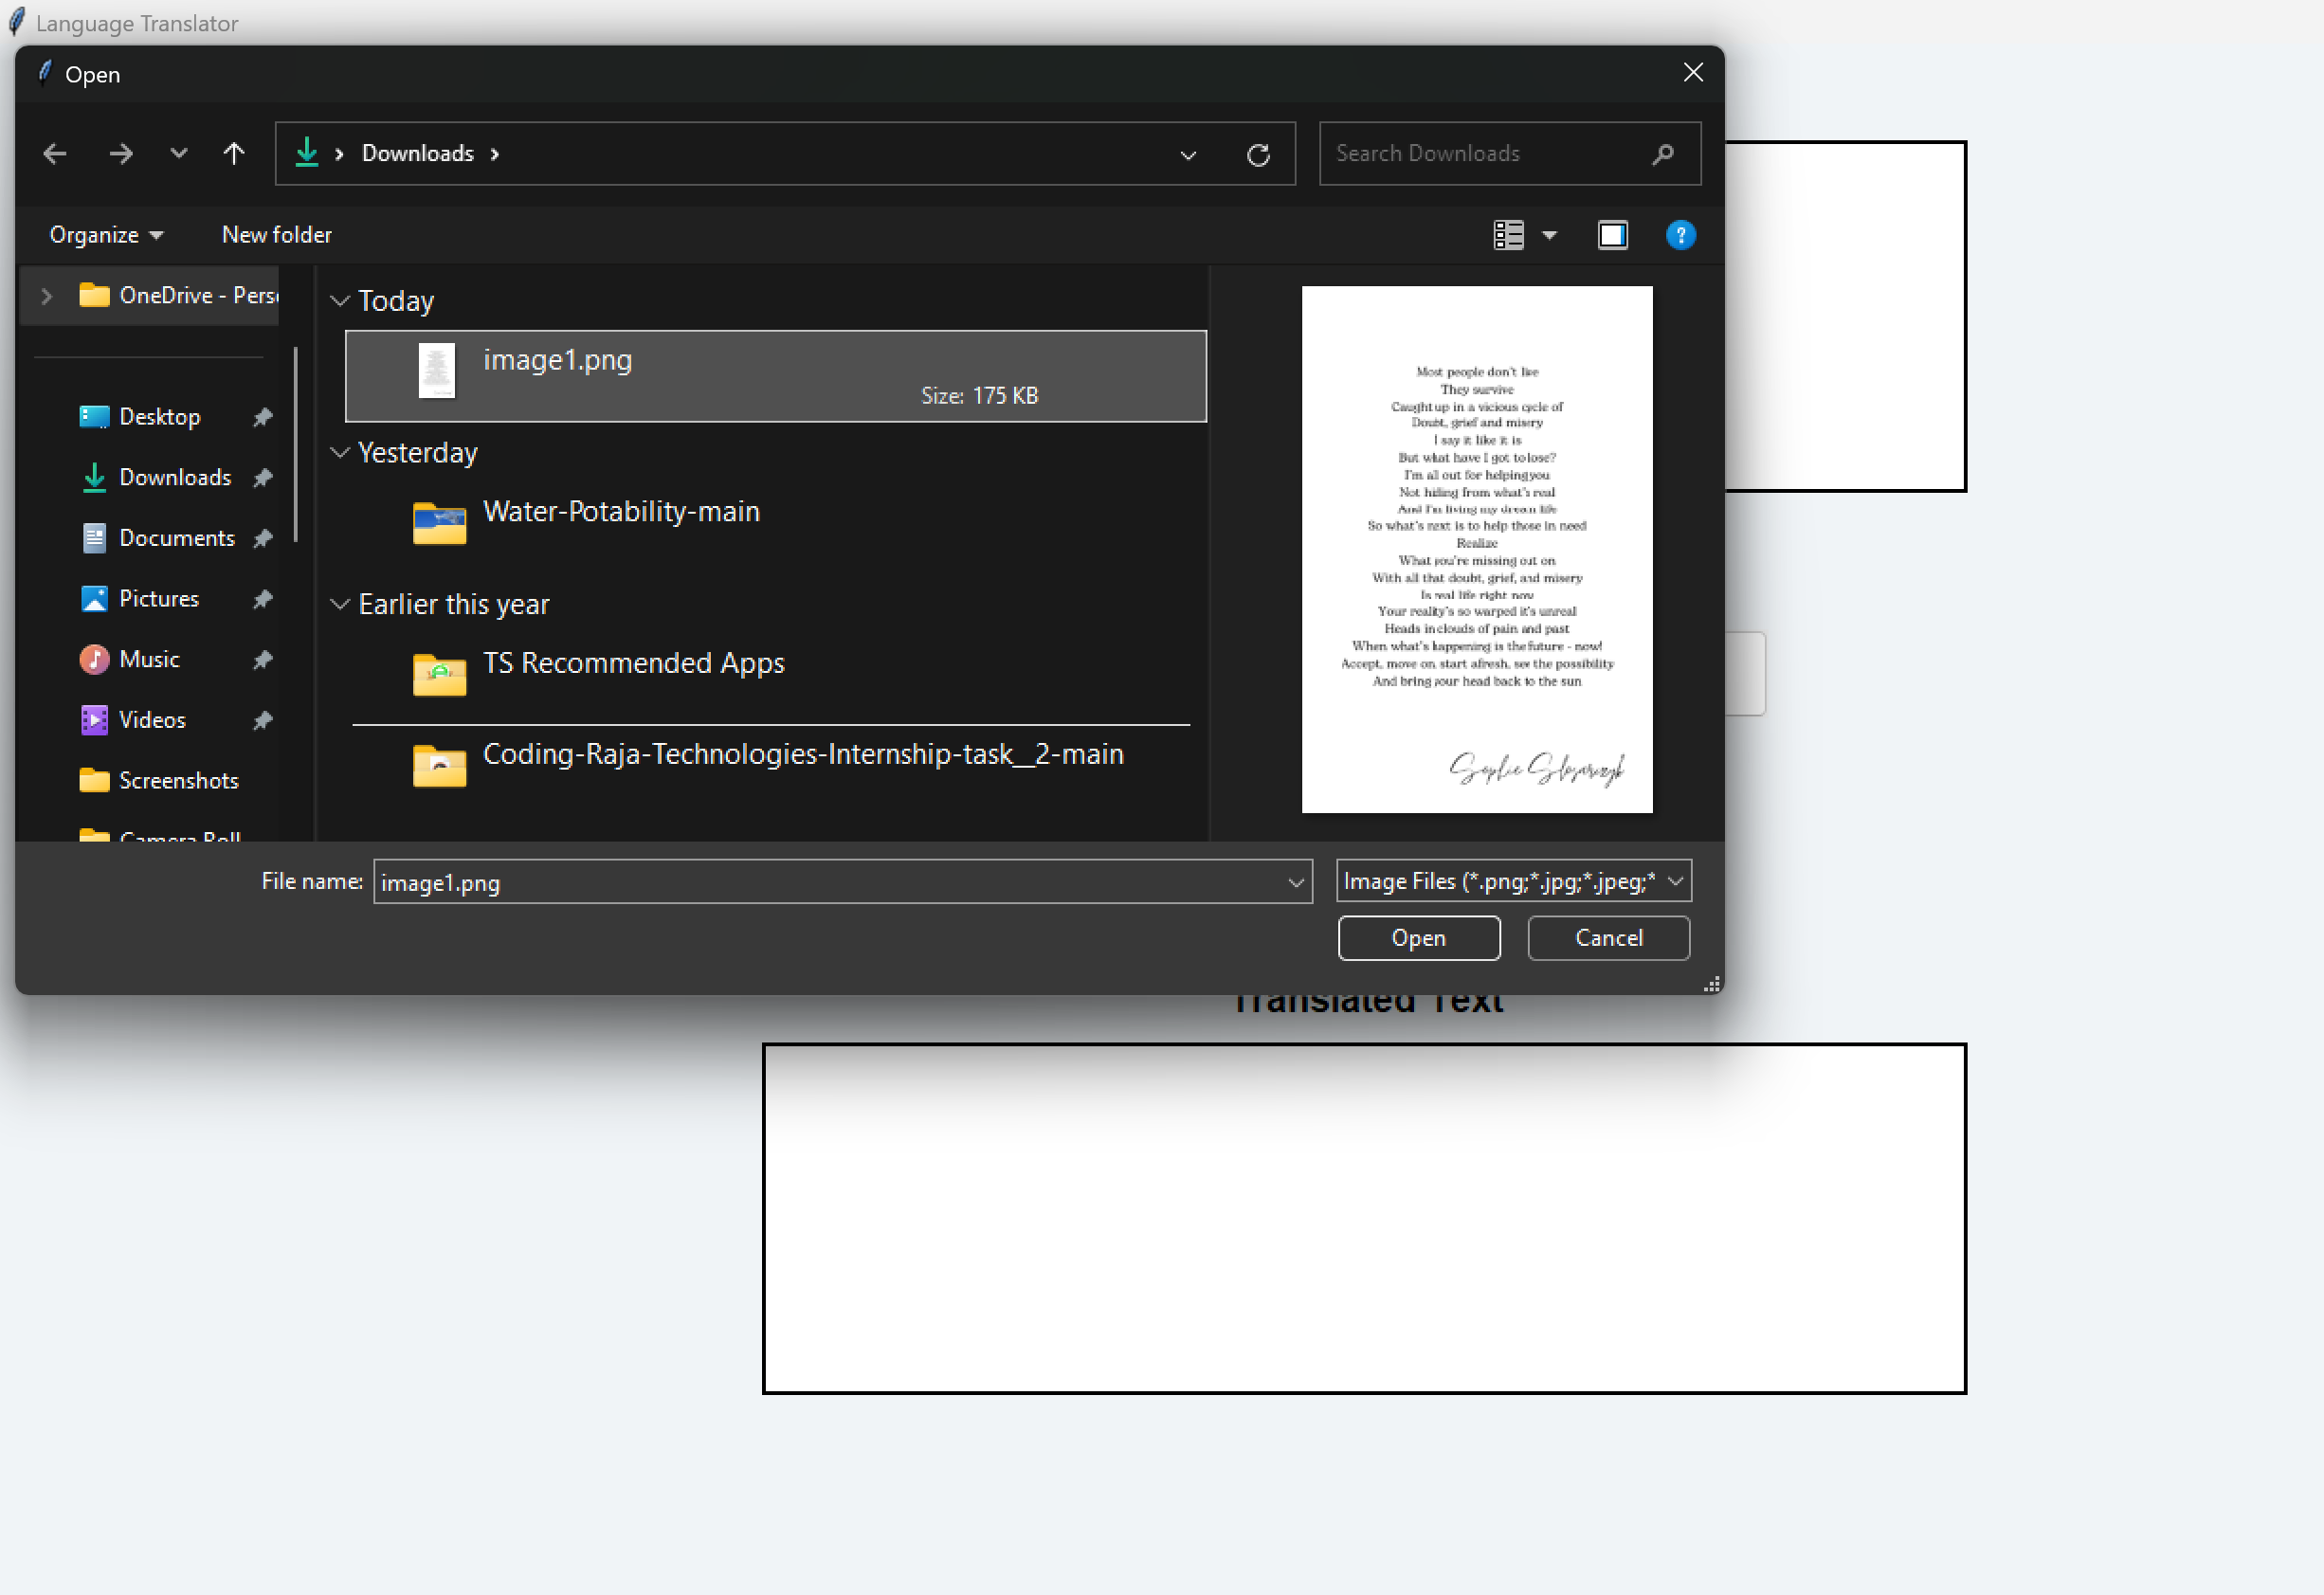 Language Translator
Open
Downloads
Search Downloads
Organize
New folder
OneDrive - Pers
Today
image1.png
Size: 175 KB
Yesterday
Water-Potability-main
Earlier this year
TS Recommended Apps
Coding-Raja-Technologies-Internship-task__2-main
Desktop
Downloads
Documents
Pictures
Music
Videos
Screenshots
Camera Roll
Most people don't live
They survive
Caught up in a vicious cycle of
Doubt, grief and misery
I say it like it is
But what have I got to lose?
I'm all out for helping you
Not hiding from what's real
And I'm living my dream life
So what's next is to help those in need
Realize
What you're missing out on
With all that doubt, grief, and misery
Is real life right now
Your reality's so warped it's unreal
Heads in clouds of pain and past
When what's happening is the future - now!
Accept, move on, start afresh, see the possibility
And bring your head back to the sun
Sophie
File name:
image1.png
Image Files (*.png;*.jpg;*.jpeg;*
Open
Cancel
Translated Text